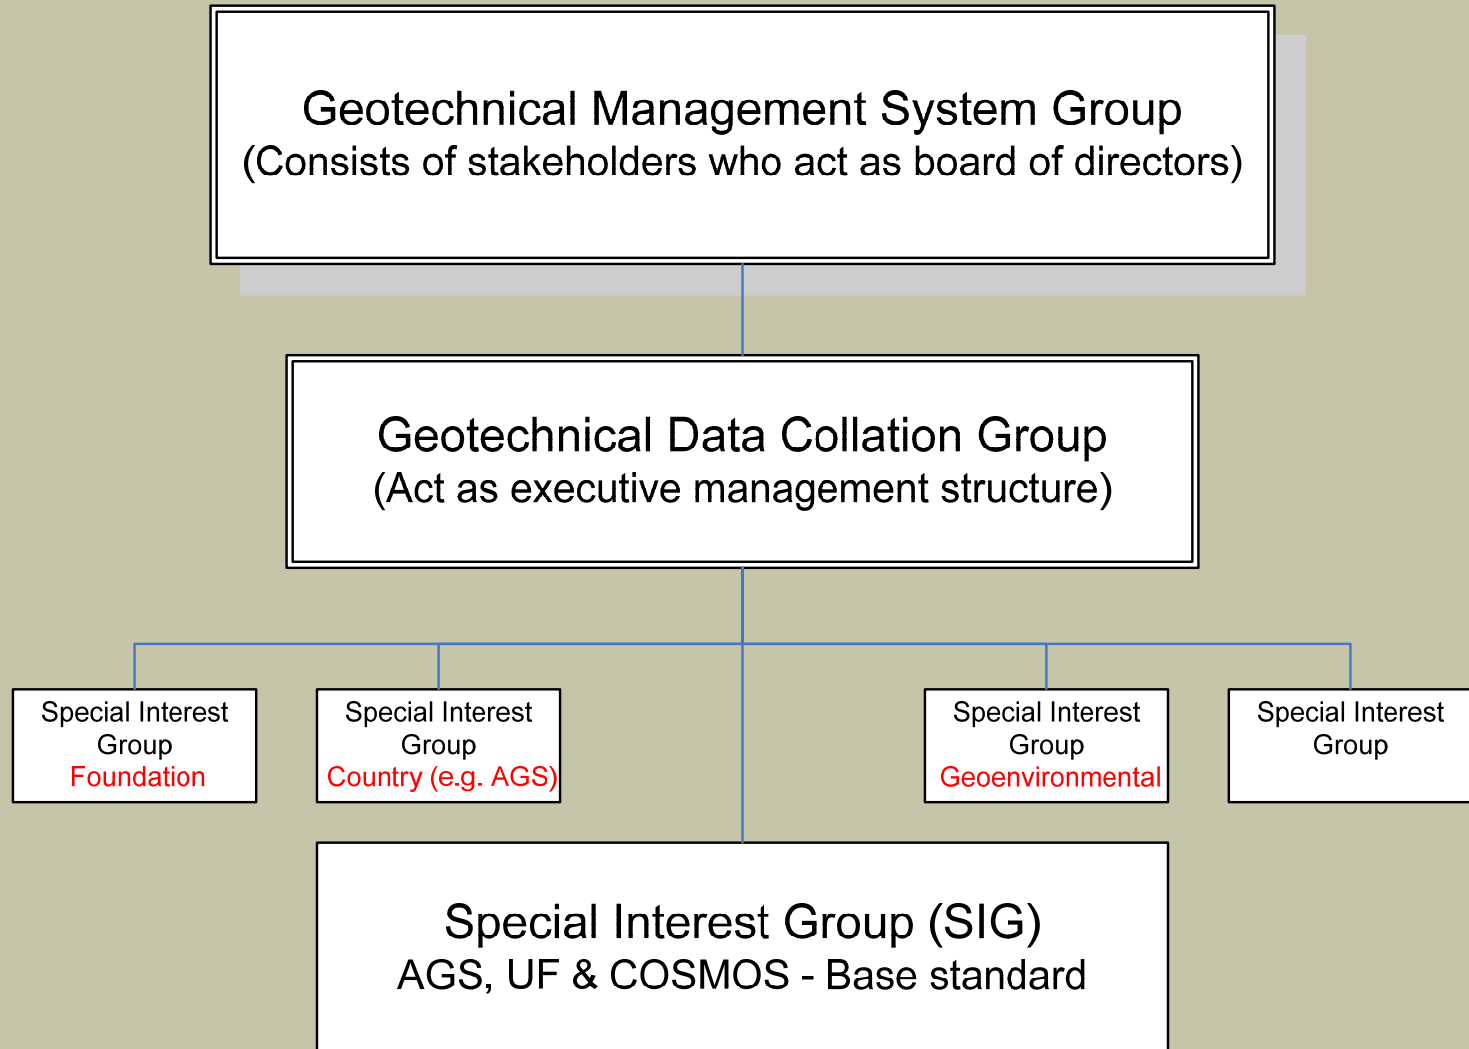 Geotechnical Management System Group
(Consists of stakeholders who act as board of directors)
Geotechnical Data Collation Group
(Act as executive management structure)
Special Interest
Group
Foundation
Special Interest
Group
Country (e.g. AGS)
Special Interest
Group
Geoenvironmental
Special Interest
Group
Special Interest Group (SIG)
AGS, UF & COSMOS - Base standard